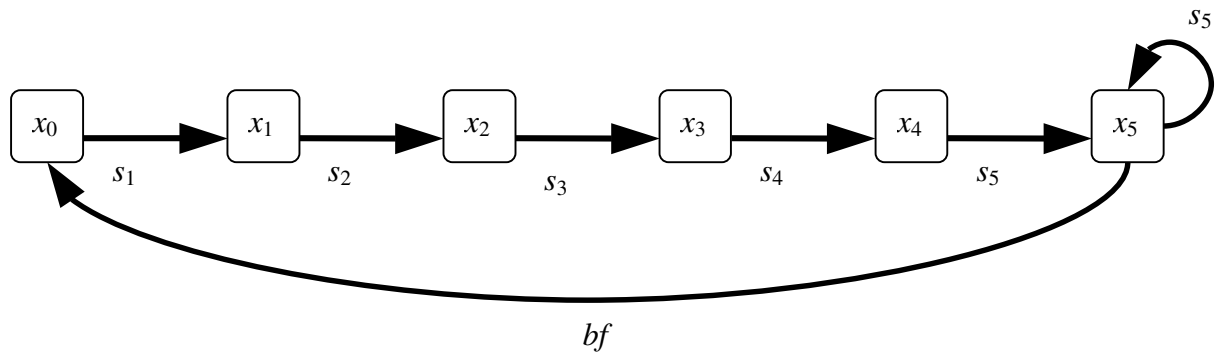 s₅
x₀ x₁ x₂ x₃ x₄ x₅
s₁ s₂ s₃ s₄ s₅
bf